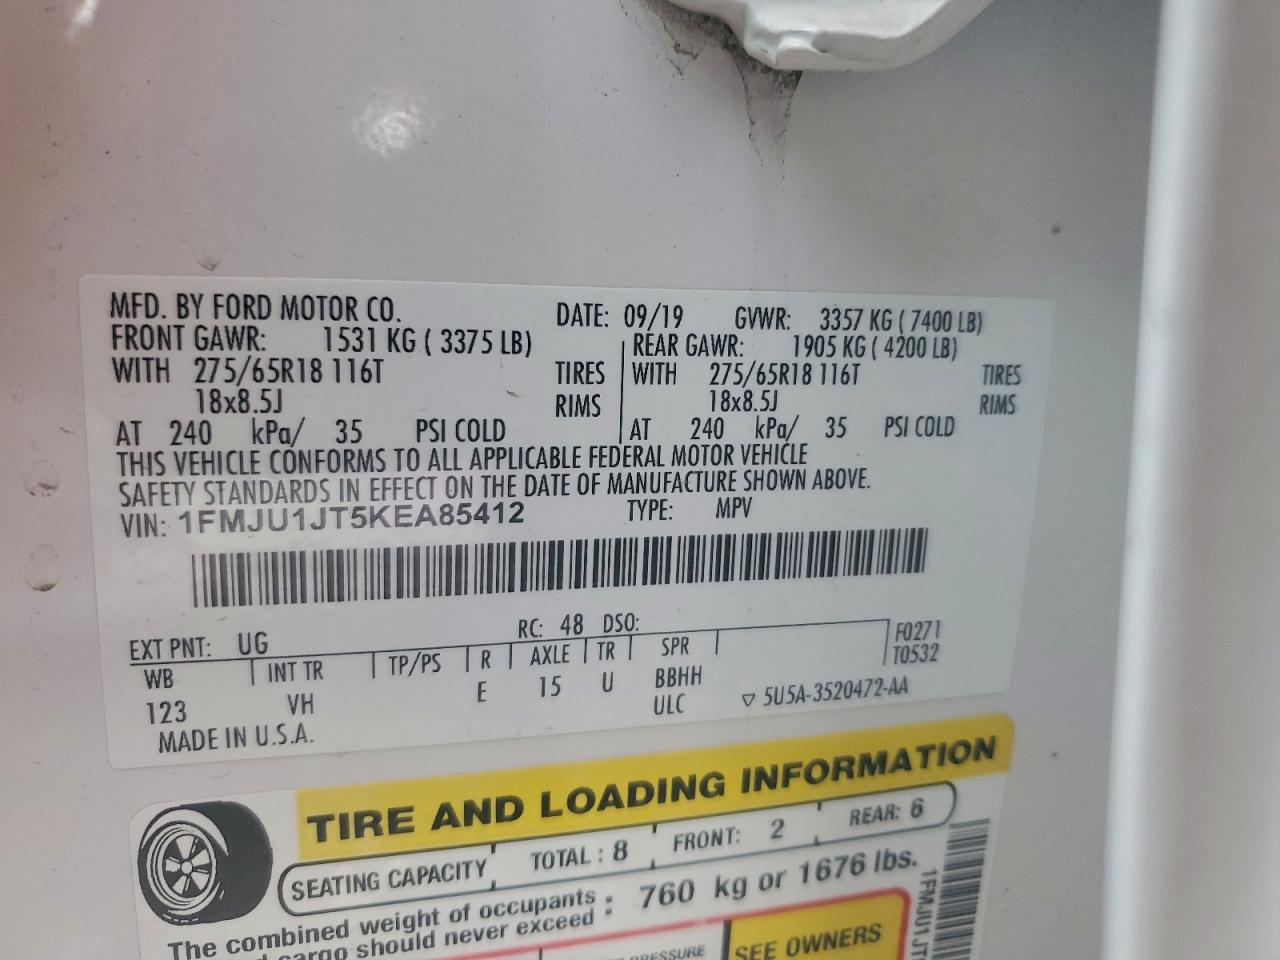 MFD. BY FORD MOTOR CO. DATE: 09/19 GVWR: 3357 KG ( 7400 LB)
FRONT GAWR: 1531 KG ( 3375 LB) REAR GAWR: 1905 KG ( 4200 LB)
WITH 275/65R18 116T TIRES WITH 275/65R18 116T TIRES
18x8.5J RIMS 18x8.5J RIMS
AT 240 kPa/ 35 PSI COLD AT 240 kPa/ 35 PSI COLD
THIS VEHICLE CONFORMS TO ALL APPLICABLE FEDERAL MOTOR VEHICLE
SAFETY STANDARDS IN EFFECT ON THE DATE OF MANUFACTURE SHOWN ABOVE.
VIN: 1FMJU1JT5KEA85412 TYPE: MPV
EXT PNT: UG RC: 48 DSO: F0271
WB INT TR TP/PS R AXLE TR SPR T0532
123 VH E 15 U BBHH
ULC ▽ 5U5A-3520472-AA
MADE IN U.S.A.
TIRE AND LOADING INFORMATION
SEATING CAPACITY TOTAL : 8 FRONT: 2 REAR: 6
The combined weight of occupants : 760 kg or 1676 lbs.
cargo should never exceed :
SEE OWNERS
1FMJU1JT